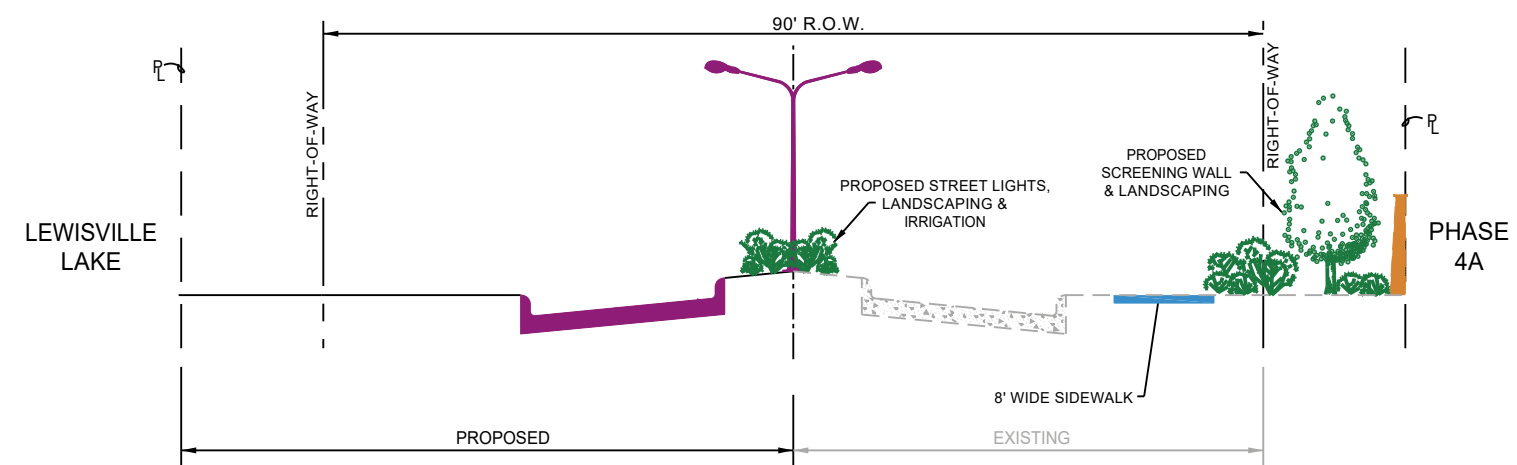 90' R.O.W.
PL
RIGHT-OF-WAY
RIGHT-OF-WAY
PL
PROPOSED
SCREENING WALL
& LANDSCAPING
PROPOSED STREET LIGHTS,
LANDSCAPING &
IRRIGATION
LEWISVILLE
LAKE
PHASE
4A
8' WIDE SIDEWALK
PROPOSED
EXISTING